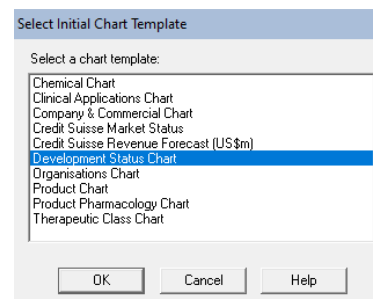 Select Initial Chart Template
Select a chart template:
Chemical Chart
Clinical Applications Chart
Company & Commercial Chart
Credit Suisse Market Status
Credit Suisse Revenue Forecast (US$m)
Development Status Chart
Organisations Chart
Product Chart
Product Pharmacology Chart
Therapeutic Class Chart
OK Cancel Help